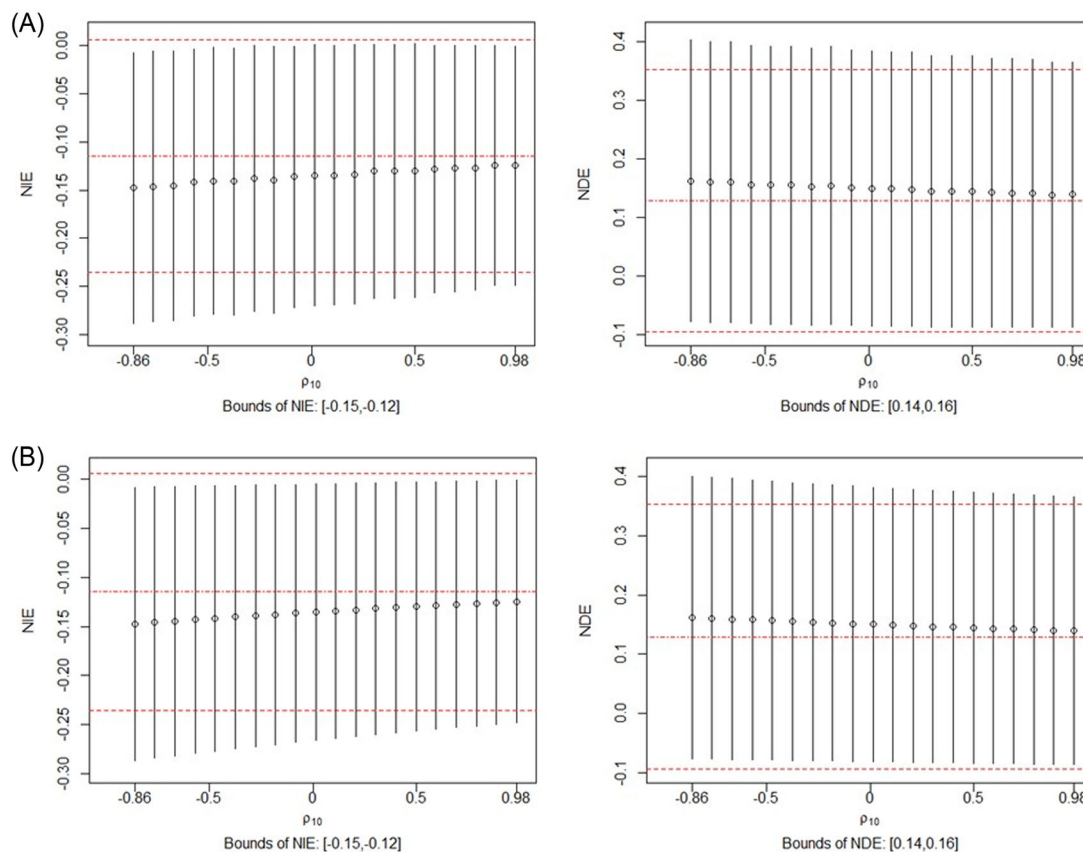 (A)
0.00
-0.05
-0.10
-0.15
-0.20
-0.25
-0.30
NIE
-0.86 -0.5 0 0.5 0.98
ρ10
Bounds of NIE: [-0.15,-0.12]
0.4
0.3
0.2
0.1
0.0
-0.1
NDE
-0.86 -0.5 0 0.5 0.98
ρ10
Bounds of NDE: [0.14,0.16]
(B)
0.00
-0.05
-0.10
-0.15
-0.20
-0.25
-0.30
NIE
-0.86 -0.5 0 0.5 0.98
ρ10
Bounds of NIE: [-0.15,-0.12]
0.4
0.3
0.2
0.1
0.0
-0.1
NDE
-0.86 -0.5 0 0.5 0.98
ρ10
Bounds of NDE: [0.14,0.16]